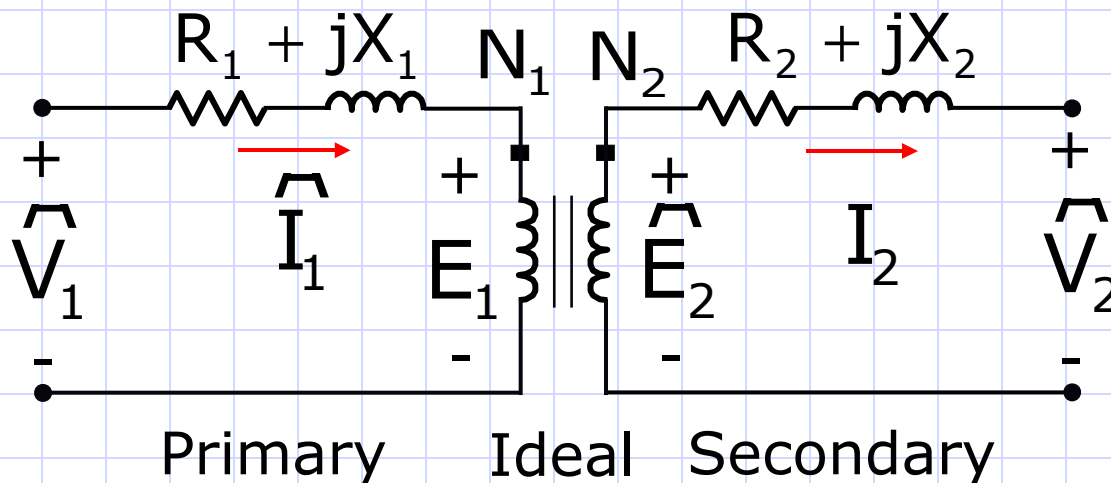 R₁ + jX₁ N₁ N₂ R₂ + jX₂
+ + + +
V̂₁ Î₁ E₁ Ê₂ I₂ V̂₂
- - - -
Primary Ideal Secondary